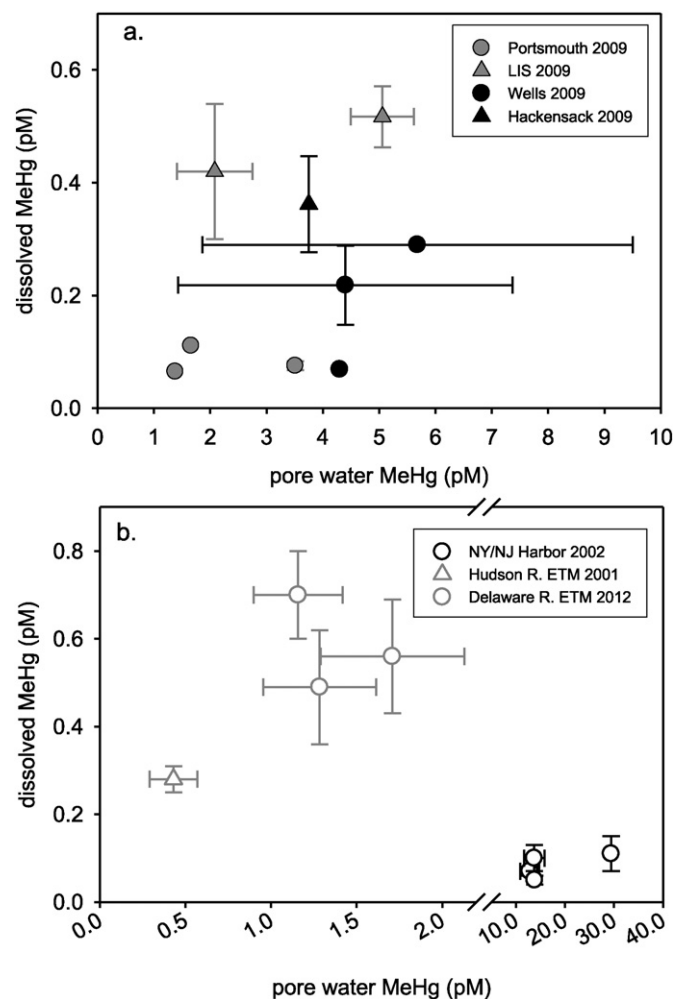 a.
Portsmouth 2009
LIS 2009
Wells 2009
Hackensack 2009
0.6
0.4
0.2
0.0
dissolved MeHg (pM)
0 1 2 3 4 5 6 7 8 9 10
pore water MeHg (pM)
b.
NY/NJ Harbor 2002
Hudson R. ETM 2001
Delaware R. ETM 2012
0.8
0.6
0.4
0.2
0.0
dissolved MeHg (pM)
0.0 0.5 1.0 1.5 2.0 10.0 20.0 30.0 40.0
pore water MeHg (pM)